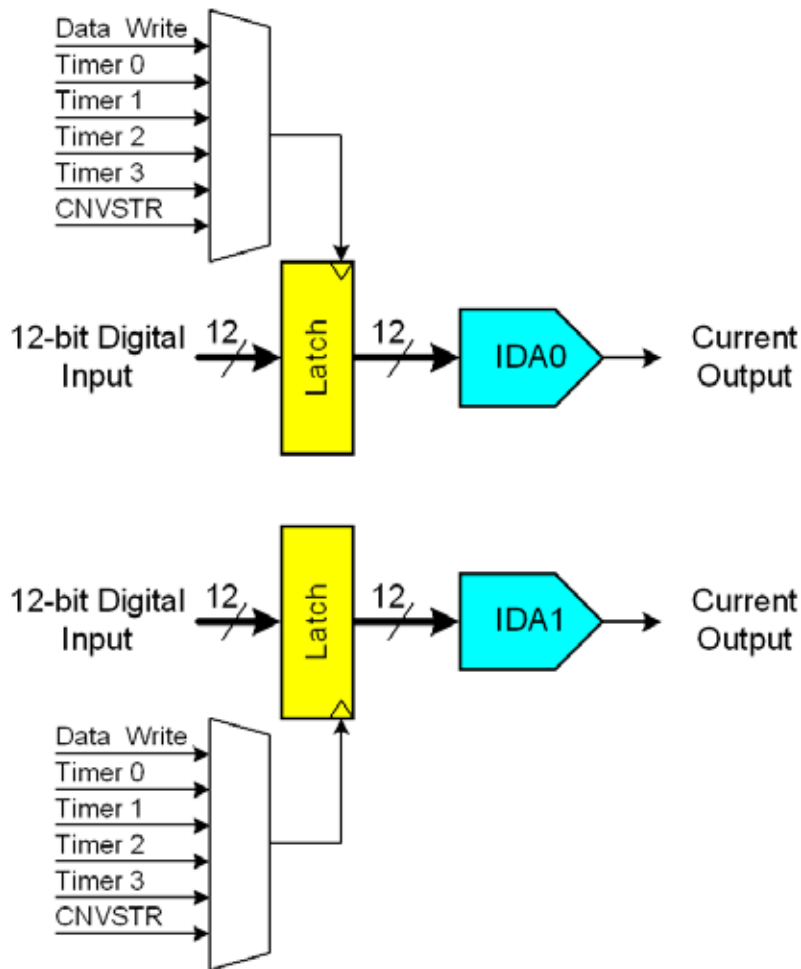 Data Write
Timer 0
Timer 1
Timer 2
Timer 3
CNVSTR
12-bit Digital
Input
12
Latch
12
IDA0
Current
Output
12-bit Digital
Input
12
Latch
12
IDA1
Current
Output
Data Write
Timer 0
Timer 1
Timer 2
Timer 3
CNVSTR